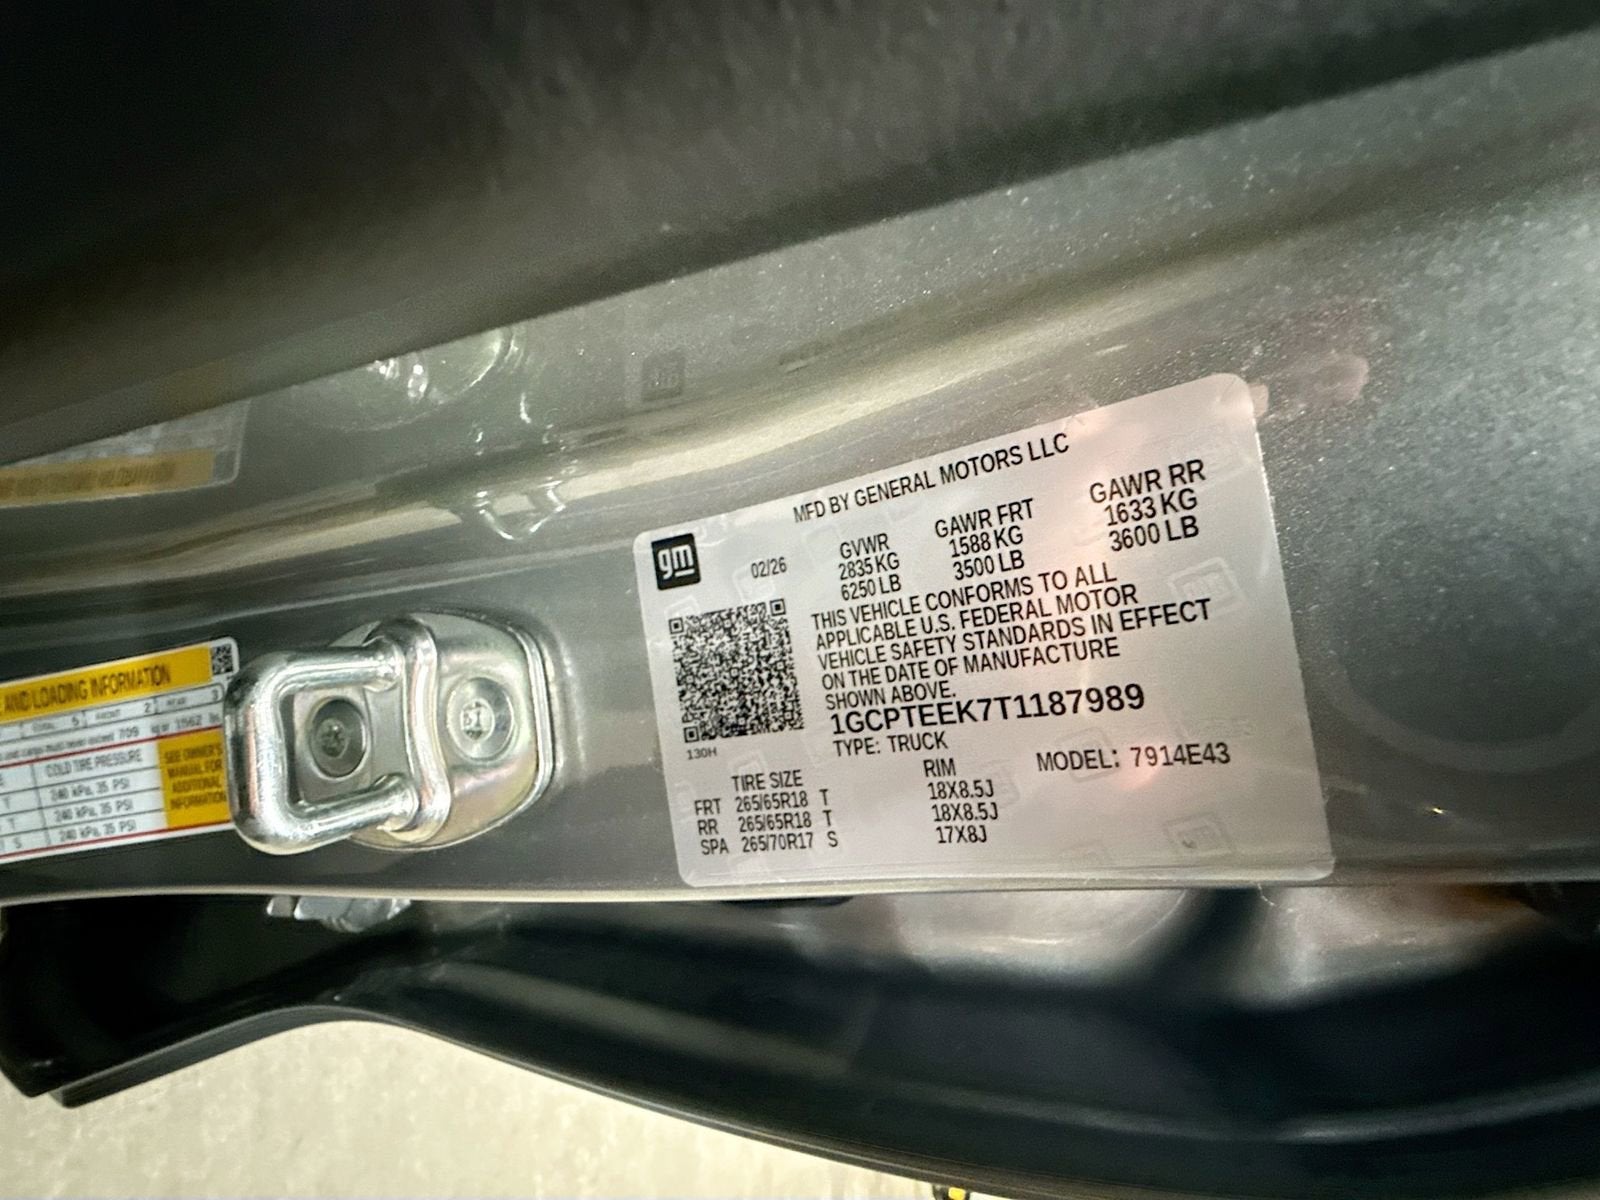 MFD BY GENERAL MOTORS LLC
gm
02/26
GVWR GAWR FRT GAWR RR
2835 KG 1588 KG 1633 KG
6250 LB 3500 LB 3600 LB
THIS VEHICLE CONFORMS TO ALL
APPLICABLE U.S. FEDERAL MOTOR
VEHICLE SAFETY STANDARDS IN EFFECT
ON THE DATE OF MANUFACTURE
SHOWN ABOVE.
1GCPTEEK7T1187989
130H
TYPE: TRUCK
MODEL: 7914E43
TIRE SIZE RIM
FRT 265/65R18 T 18X8.5J
RR 265/65R18 T 18X8.5J
SPA 265/70R17 S 17X8J
AND LOADING INFORMATION
5 2 3
709
COLD TIRE PRESSURE
T 240 kPa, 35 PSI
T 240 kPa, 35 PSI
S 240 kPa, 35 PSI
SEE OWNER'S
MANUAL FOR
ADDITIONAL
INFORMATION